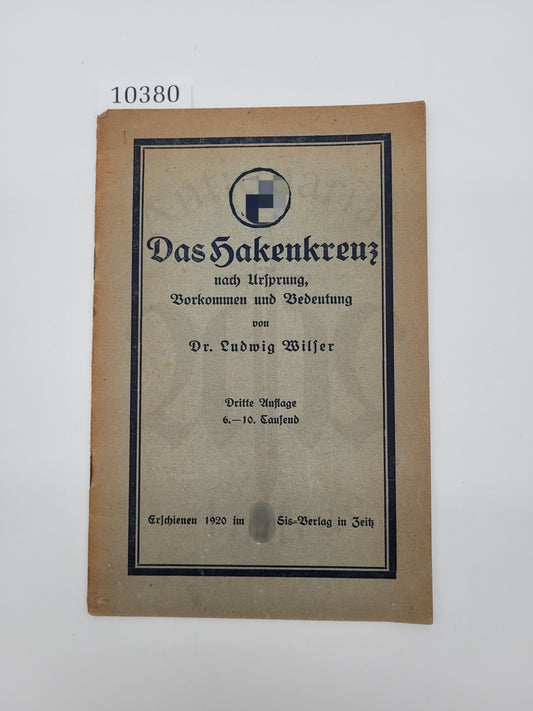 10380
Das Hakenkreuz
nach Ursprung,
Vorkommen und Bedeutung
von
Dr. Ludwig Wilser
Dritte Auflage
6.—10. Tausend
Erschienen 1920 im Sis-Verlag in Zeitz